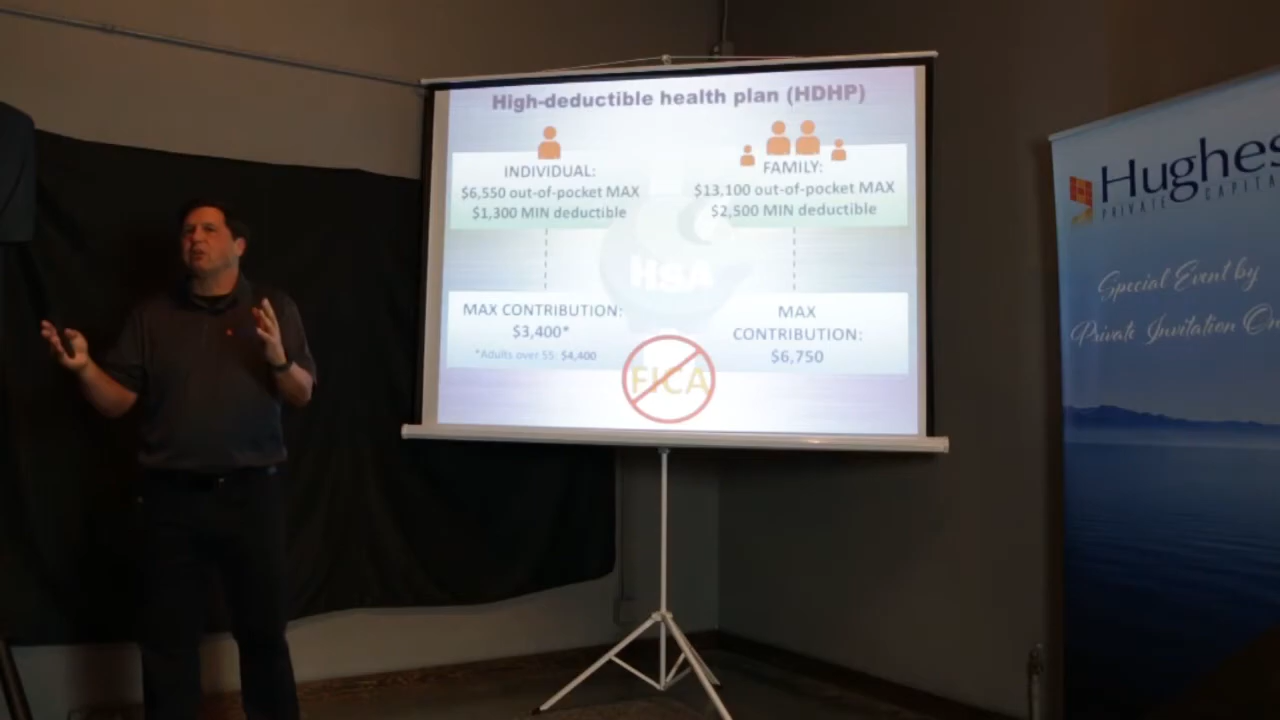 High-deductible health plan (HDHP)
INDIVIDUAL:
$6,550 out-of-pocket MAX
$1,300 MIN deductible
FAMILY:
$13,100 out-of-pocket MAX
$2,500 MIN deductible
HSA
MAX CONTRIBUTION:
$3,400*
*Adults over 55: $4,400
MAX
CONTRIBUTION:
$6,750
FICA
Hughes
PRIVATE CAPITA
Special Event by
Private Invitation On